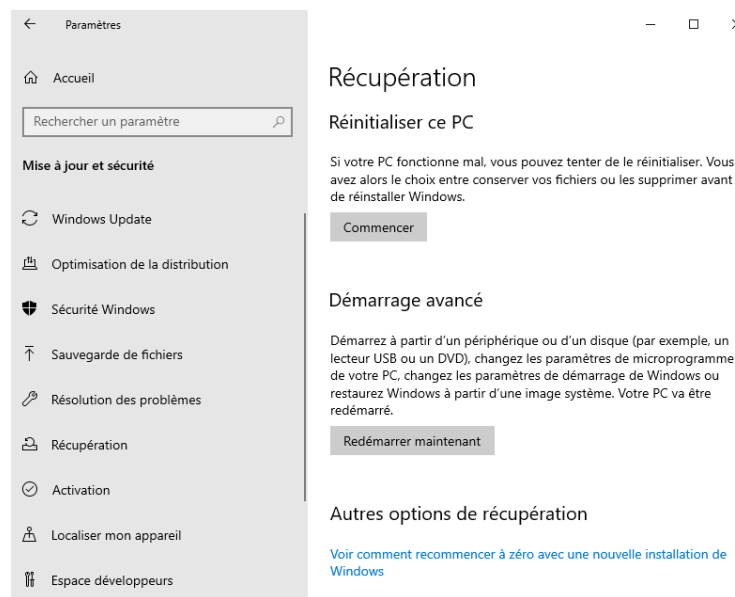 Paramètres
Accueil
Rechercher un paramètre
Mise à jour et sécurité
Windows Update
Optimisation de la distribution
Sécurité Windows
Sauvegarde de fichiers
Résolution des problèmes
Récupération
Activation
Localiser mon appareil
Espace développeurs
Récupération
Réinitialiser ce PC
Si votre PC fonctionne mal, vous pouvez tenter de le réinitialiser. Vous
avez alors le choix entre conserver vos fichiers ou les supprimer avant
de réinstaller Windows.
Commencer
Démarrage avancé
Démarrez à partir d'un périphérique ou d'un disque (par exemple, un
lecteur USB ou un DVD), changez les paramètres de microprogramme
de votre PC, changez les paramètres de démarrage de Windows ou
restaurez Windows à partir d'une image système. Votre PC va être
redémarré.
Redémarrer maintenant
Autres options de récupération
Voir comment recommencer à zéro avec une nouvelle installation de
Windows